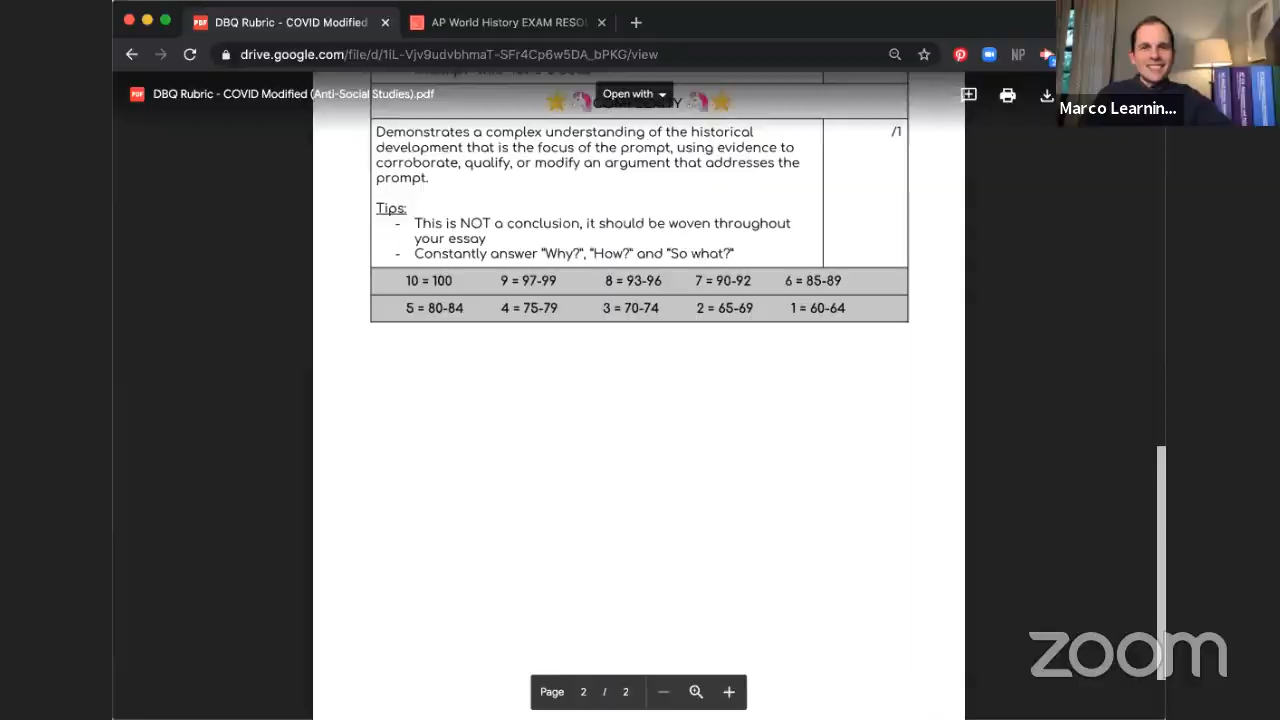 DBQ Rubric - COVID Modified
AP World History EXAM RESO
drive.google.com/file/d/1iL-Vjv9uutymaT-SFr4Cp6w5DA_bPKG/view
NP
DBQ Rubric - COVID Modified (Anti-Social Studies).pdf
Open with
Marco Learnin...
Demonstrates a complex understanding of the historical
development that is the focus of the prompt, using evidence to
corroborate, qualify, or modify an argument that addresses the
prompt.
/1
Tips:
- This is NOT a conclusion, it should be woven throughout
your essay
- Constantly answer "Why?", "How?" and "So what?"
10 = 100 9 = 97-99 8 = 93-96 7 = 90-92 6 = 85-89
5 = 80-84 4 = 75-79 3 = 70-74 2 = 65-69 1 = 60-64
Page 2 / 2
zoom